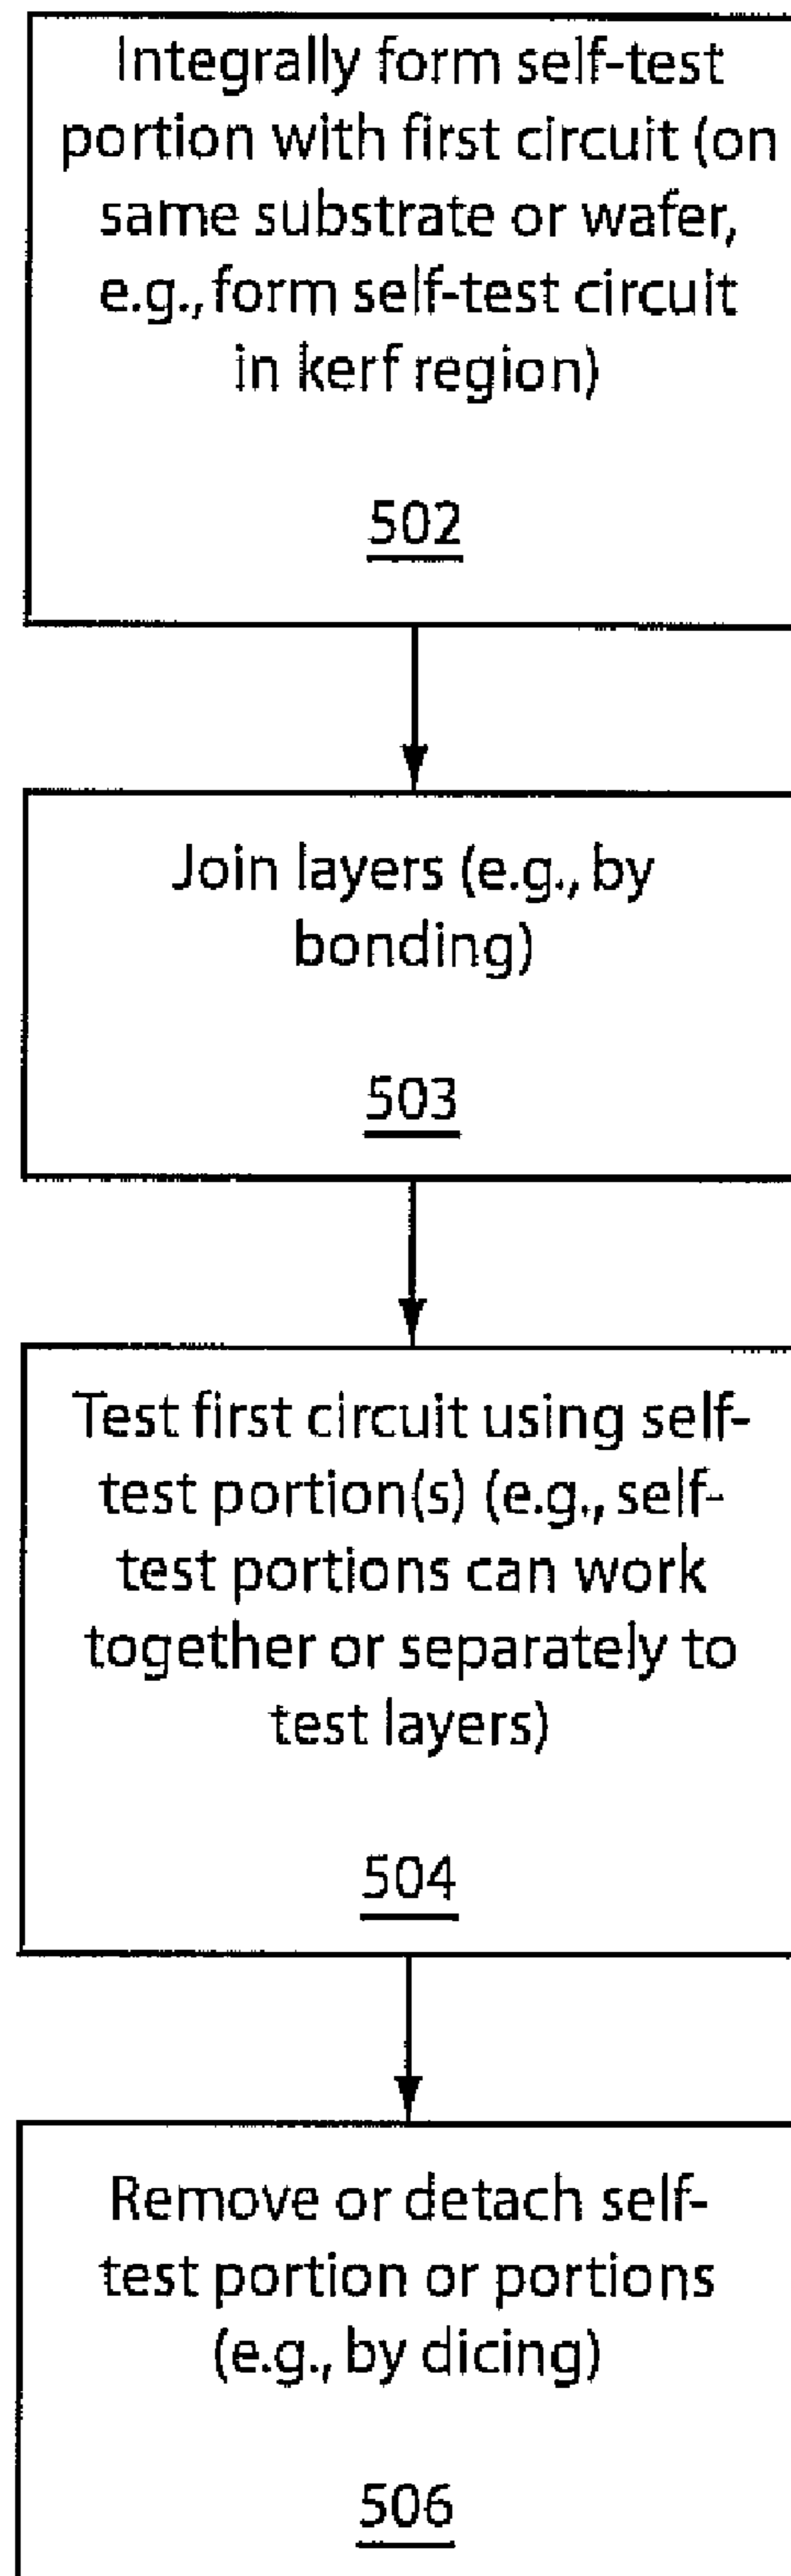 Integrally form self-test
portion with first circuit (on
same substrate or wafer,
e.g., form self-test circuit
in kerf region)
502
Join layers (e.g., by
bonding)
503
Test first circuit using self-
test portion(s) (e.g., self-
test portions can work
together or separately to
test layers)
504
Remove or detach self-
test portion or portions
(e.g., by dicing)
506